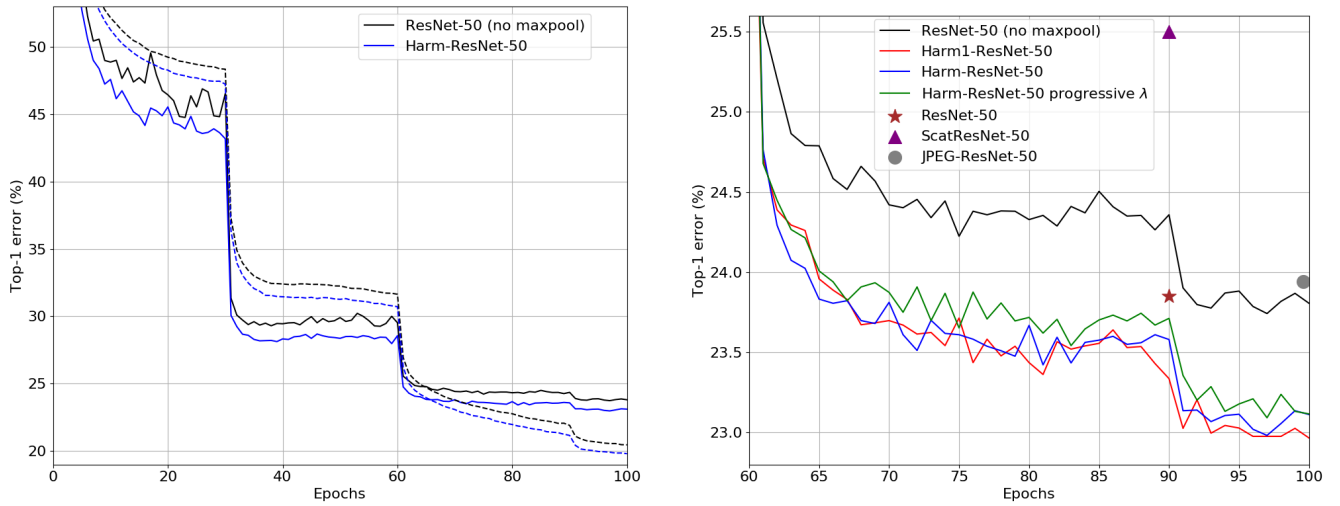 Top-1 error (%)
50
45
40
35
30
25
20
0
20
40
60
80
100
Epochs
ResNet-50 (no maxpool)
Harm-ResNet-50
Top-1 error (%)
25.5
25.0
24.5
24.0
23.5
23.0
60
65
70
75
80
85
90
95
100
Epochs
ResNet-50 (no maxpool)
Harm1-ResNet-50
Harm-ResNet-50
Harm-ResNet-50 progressive λ
ResNet-50
ScatResNet-50
JPEG-ResNet-50